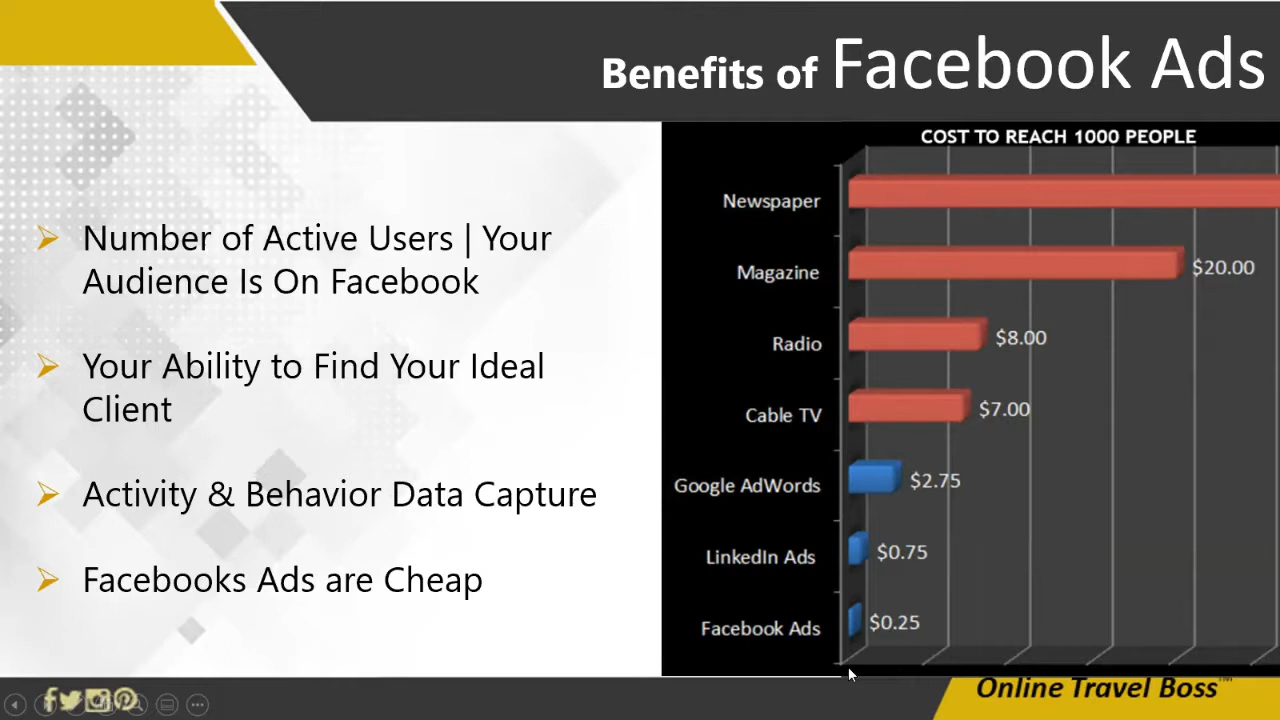 Benefits of Facebook Ads
Number of Active Users | Your
Audience Is On Facebook
Your Ability to Find Your Ideal
Client
Activity & Behavior Data Capture
Facebooks Ads are Cheap
COST TO REACH 1000 PEOPLE
Newspaper
Magazine $20.00
Radio $8.00
Cable TV $7.00
Google AdWords $2.75
LinkedIn Ads $0.75
Facebook Ads $0.25
Online Travel Boss™